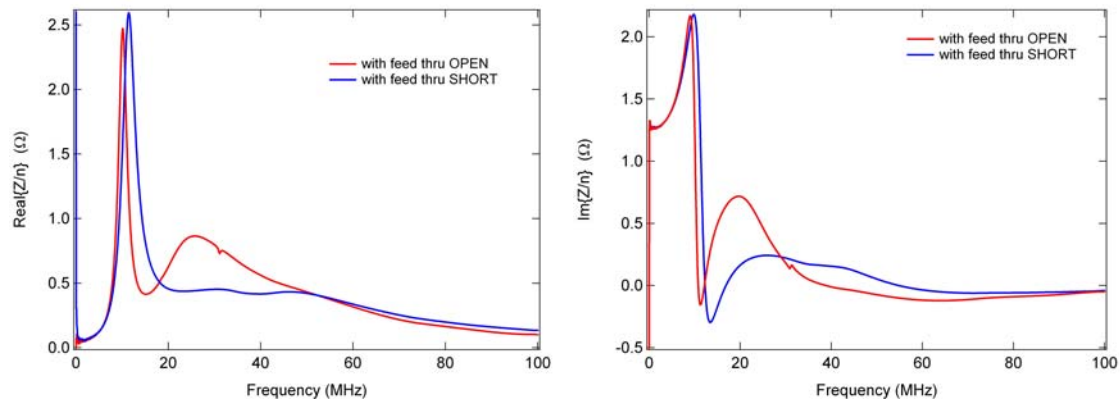 2.5
2.0
1.5
1.0
0.5
0.0
Real{Z/n} (Ω)
with feed thru OPEN
with feed thru SHORT
0 20 40 60 80 100
Frequency (MHz)
2.0
1.5
1.0
0.5
0.0
-0.5
Im{Z/n} (Ω)
with feed thru OPEN
with feed thru SHORT
0 20 40 60 80 100
Frequency (MHz)